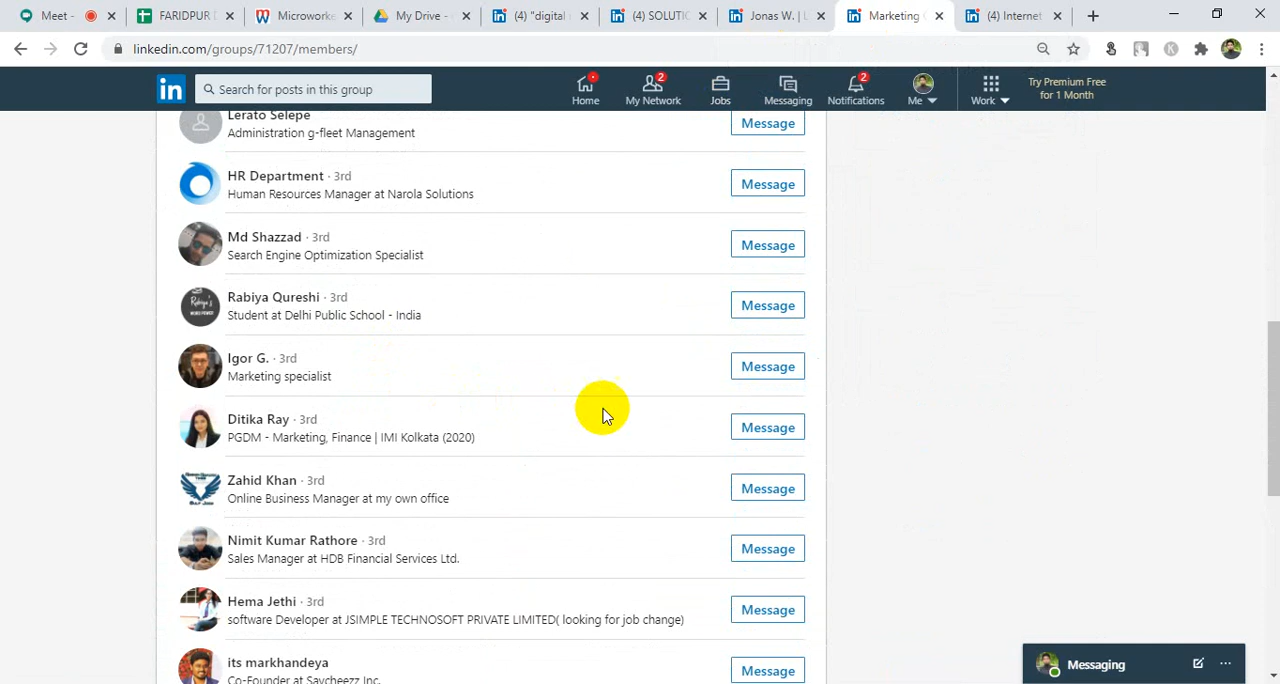 Meet -
FARIDPUR
Microworke
My Drive -
(4) "digital
(4) SOLUTIO
Jonas W. | L
Marketing
(4) Internet
linkedin.com/groups/71207/members/
in
Search for posts in this group
Home
2
My Network
Jobs
Messaging
2
Notifications
Me
Work
Try Premium Free
for 1 Month
Lerato Selepe
Administration g-fleet Management
Message
HR Department · 3rd
Human Resources Manager at Narola Solutions
Message
Md Shazzad · 3rd
Search Engine Optimization Specialist
Message
Rabiya Qureshi · 3rd
Student at Delhi Public School - India
Message
Igor G. · 3rd
Marketing specialist
Message
Ditika Ray · 3rd
PGDM - Marketing, Finance | IMI Kolkata (2020)
Message
Zahid Khan · 3rd
Online Business Manager at my own office
Message
Nimit Kumar Rathore · 3rd
Sales Manager at HDB Financial Services Ltd.
Message
Hema Jethi · 3rd
software Developer at JSIMPLE TECHNOSOFT PRIVATE LIMITED( looking for job change)
Message
its markhandeya
Co-Founder at Saycheezz Inc.
Message
Messaging